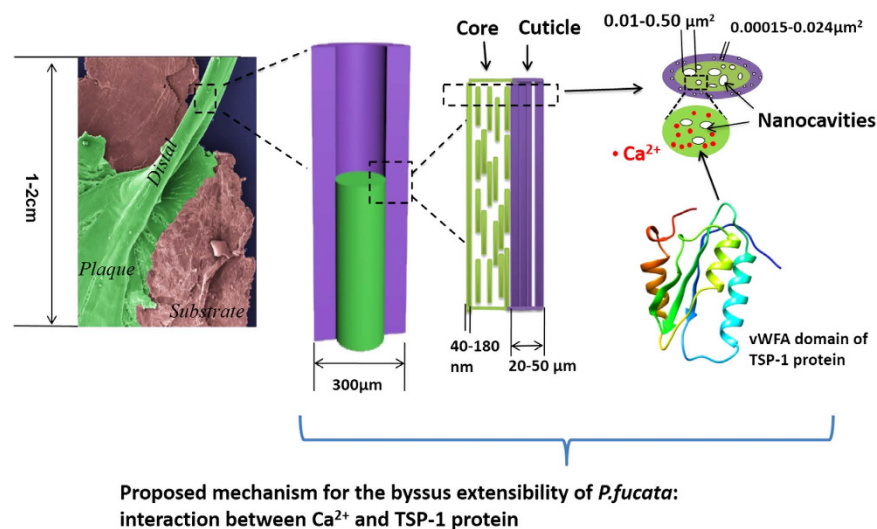 1-2cm
Distal
Plaque
Substrate
300μm
Core Cuticle
40-180
nm
20-50 μm
0.01-0.50 μm²
0.00015-0.024μm²
Nanocavities
• Ca²⁺
vWFA domain of
TSP-1 protein
Proposed mechanism for the byssus extensibility of P.fucata:
interaction between Ca²⁺ and TSP-1 protein